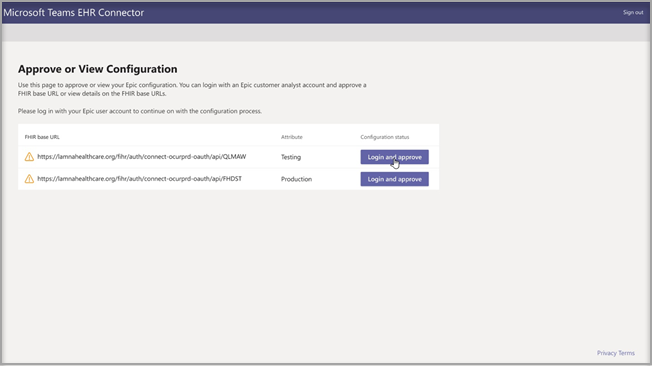 Microsoft Teams EHR Connector
Sign out
Approve or View Configuration
Use this page to approve or view your Epic configuration. You can login with an Epic customer analyst account and approve a
FHIR base URL or view details on the FHIR base URLs.
Please log in with your Epic user account to continue on with the configuration process.
FHIR base URL Attribute Configuration status
https://lamnahealthcare.org/fihr/auth/connect-ocurprd-oauth/api/QLMAW Testing Login and approve
https://lamnahealthcare.org/fihr/auth/connect-ocurprd-oauth/api/FHDST Production Login and approve
Privacy Terms